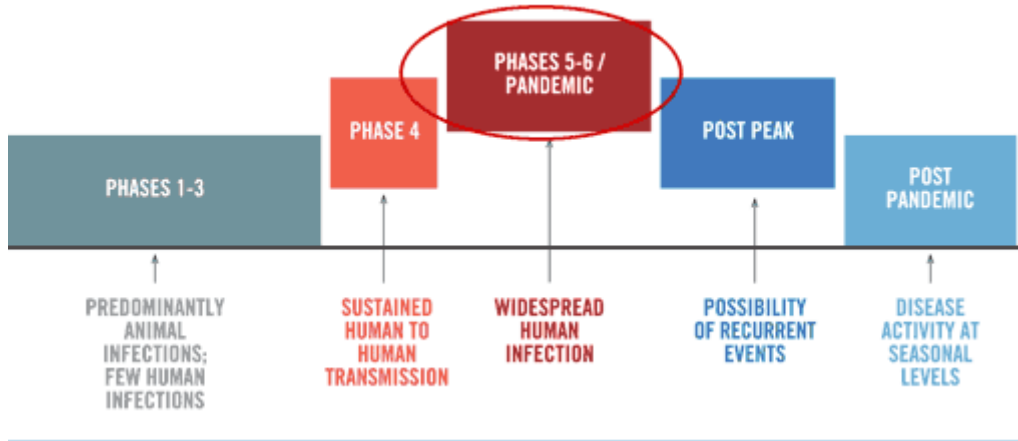 PHASES 5-6 /
PANDEMIC
PHASE 4
POST PEAK
PHASES 1-3
POST
PANDEMIC
PREDOMINANTLY
ANIMAL
INFECTIONS;
FEW HUMAN
INFECTIONS
SUSTAINED
HUMAN TO
HUMAN
TRANSMISSION
WIDESPREAD
HUMAN
INFECTION
POSSIBILITY
OF RECURRENT
EVENTS
DISEASE
ACTIVITY AT
SEASONAL
LEVELS